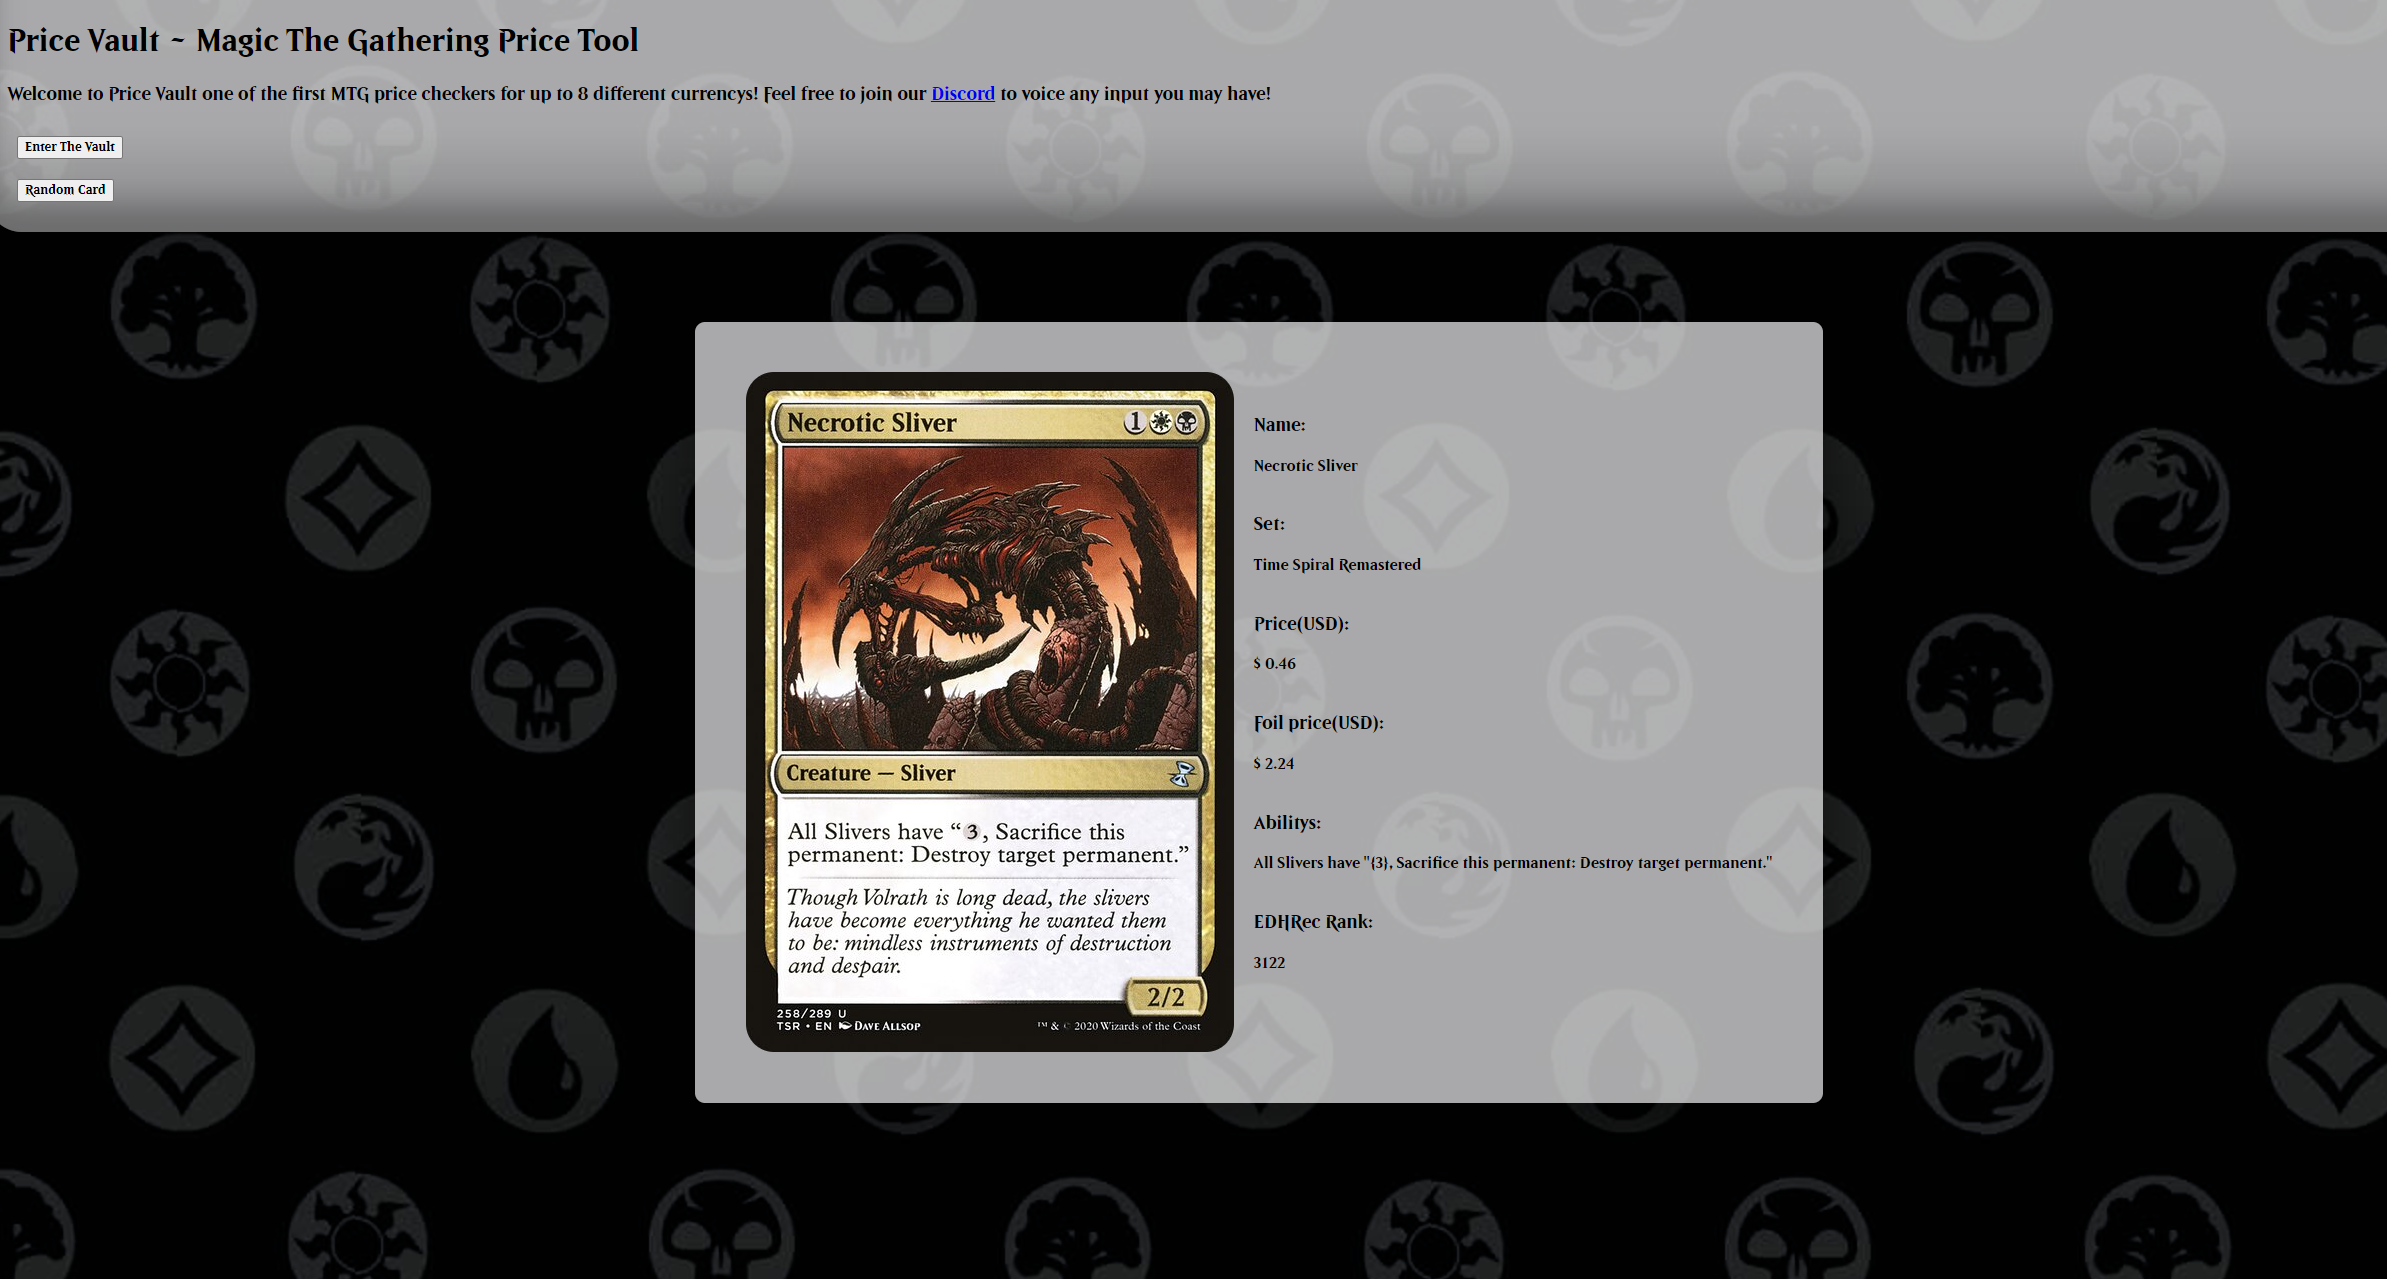 Price Vault ~ Magic The Gathering Price Tool
Welcome to Price Vault one of the first MTG price checkers for up to 8 different currencys! Feel free to join our Discord to voice any input you may have!
Enter The Vault
Random Card
Necrotic Sliver 1
Creature — Sliver
All Slivers have “3, Sacrifice this
permanent: Destroy target permanent.”
Though Volrath is long dead, the slivers
have become everything he wanted them
to be: mindless instruments of destruction
and despair.
2/2
258/289 U
TSR • EN Dave Allsop
™ & © 2020 Wizards of the Coast
Name:
Necrotic Sliver
Set:
Time Spiral Remastered
Price(USD):
$ 0.46
Foil price(USD):
$ 2.24
Abilitys:
All Slivers have "{3}, Sacrifice this permanent: Destroy target permanent."
EDHRec Rank:
3122